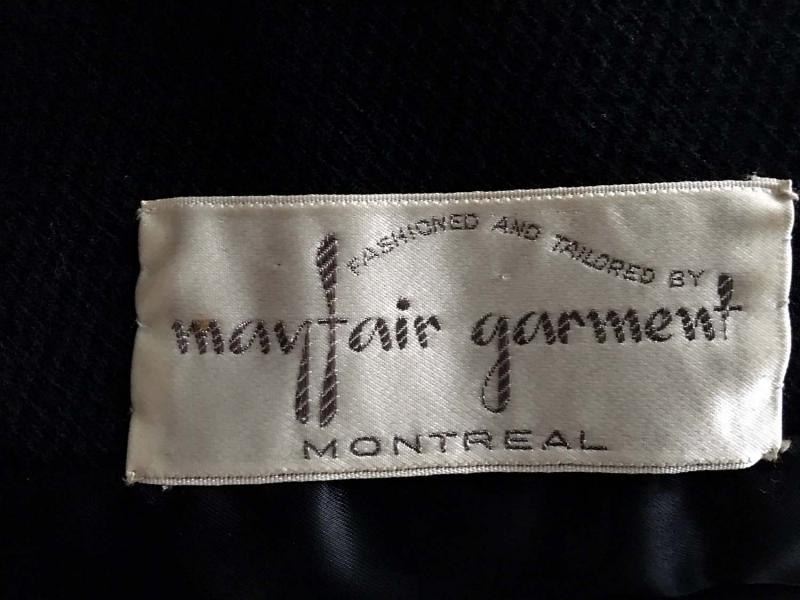 FASHIONED AND TAILORED BY
mayfair garment
MONTREAL